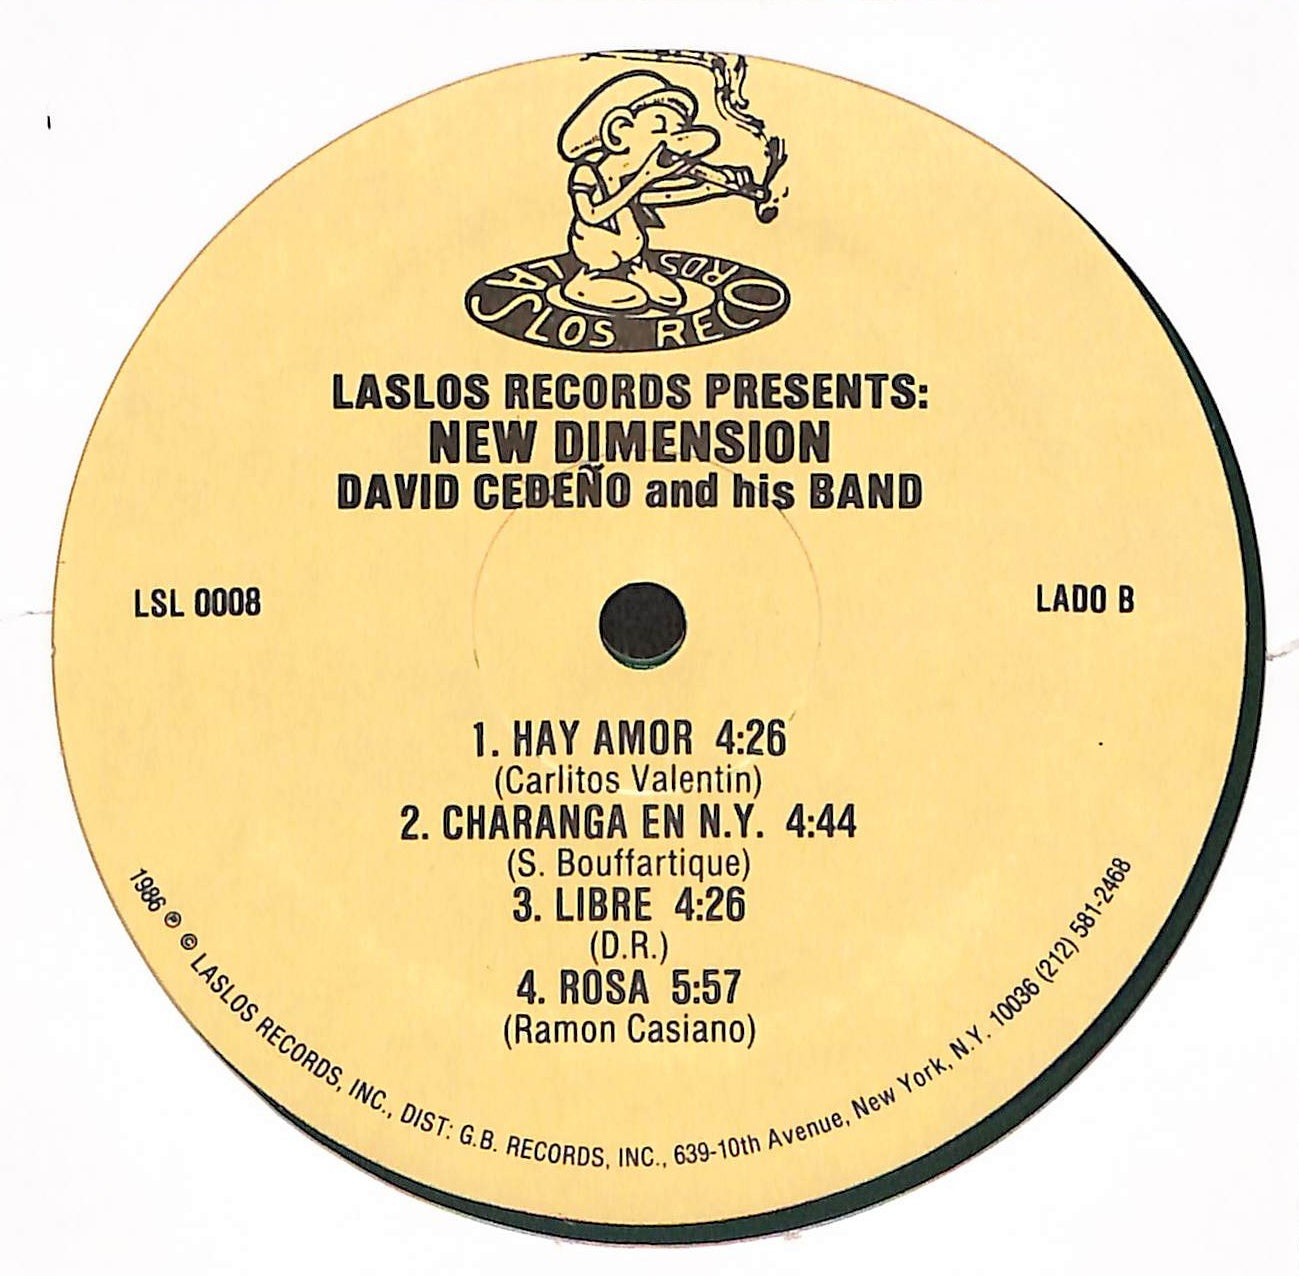 LASLOS RECORDS
LASLOS RECORDS PRESENTS:
NEW DIMENSION
DAVID CEDEÑO and his BAND
LSL 0008
LADO B
1. HAY AMOR 4:26
(Carlitos Valentin)
2. CHARANGA EN N.Y. 4:44
(S. Bouffartique)
3. LIBRE 4:26
(D.R.)
4. ROSA 5:57
(Ramon Casiano)
1986 ℗ © LASLOS RECORDS, INC., DIST: G.B. RECORDS, INC., 639-10th Avenue, New York, N.Y. 10036 (212) 581-2468